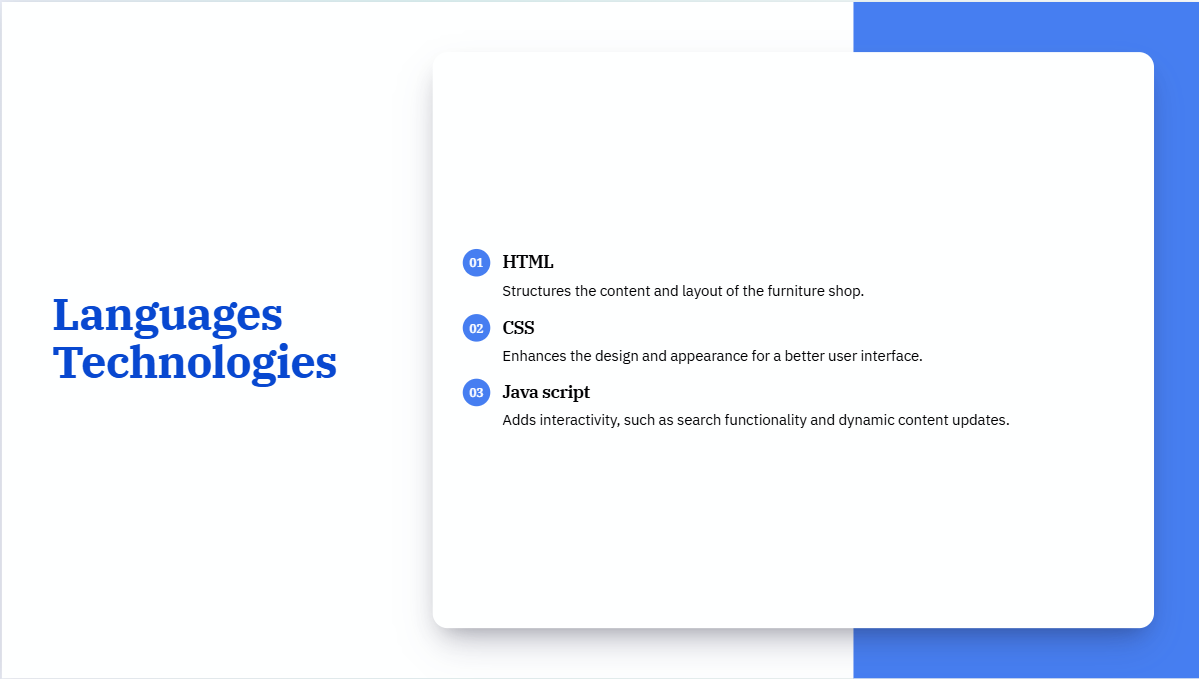 Languages
Technologies
01 HTML
Structures the content and layout of the furniture shop.
02 CSS
Enhances the design and appearance for a better user interface.
03 Java script
Adds interactivity, such as search functionality and dynamic content updates.